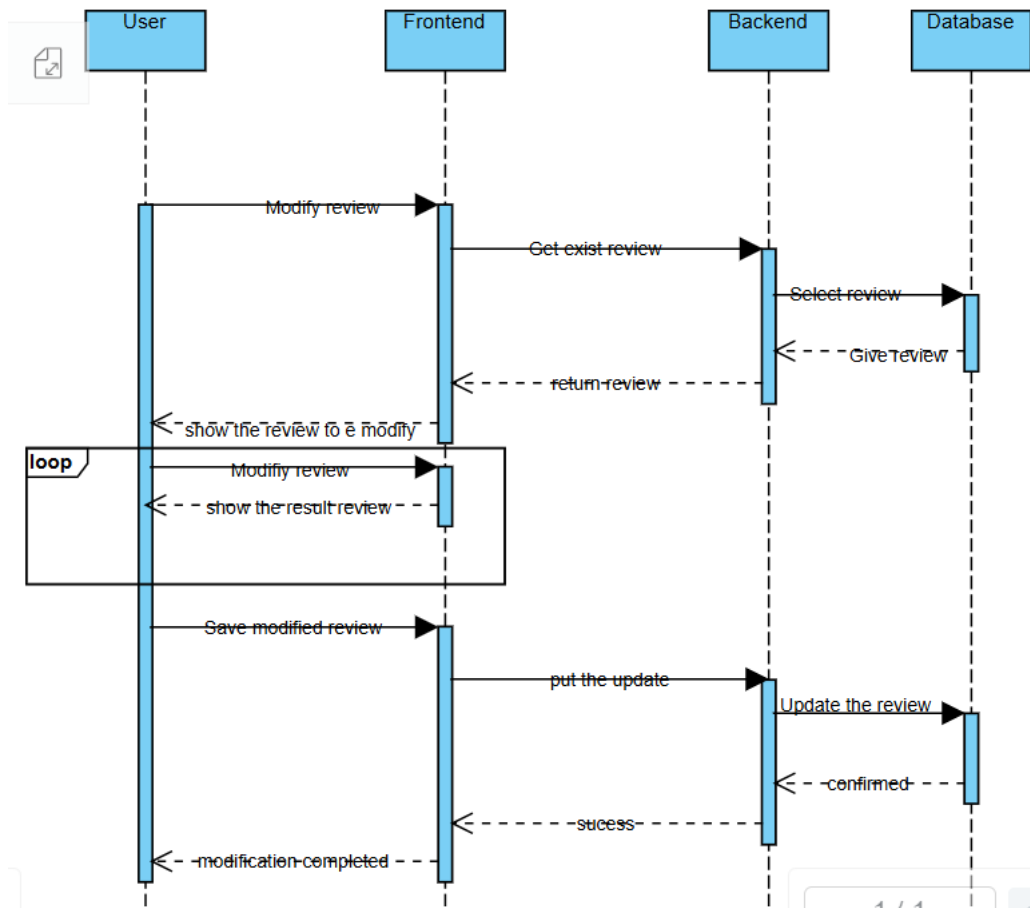 User
Frontend
Backend
Database
Modify review
Get exist review
Select review
Give review
return review
show the review to e modify
loop
Modifiy review
show the result review
Save modified review
put the update
Update the review
confirmed
sucess
modification completed
1 / 1